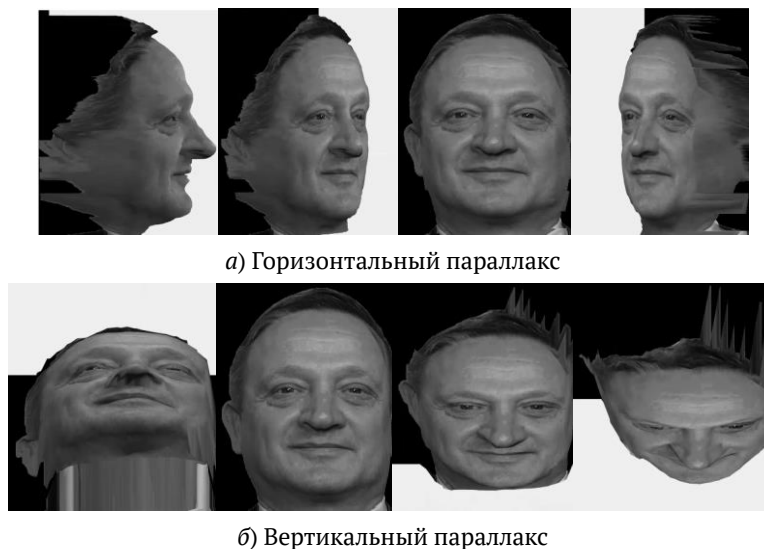 а) Горизонтальный параллакс
б) Вертикальный параллакс